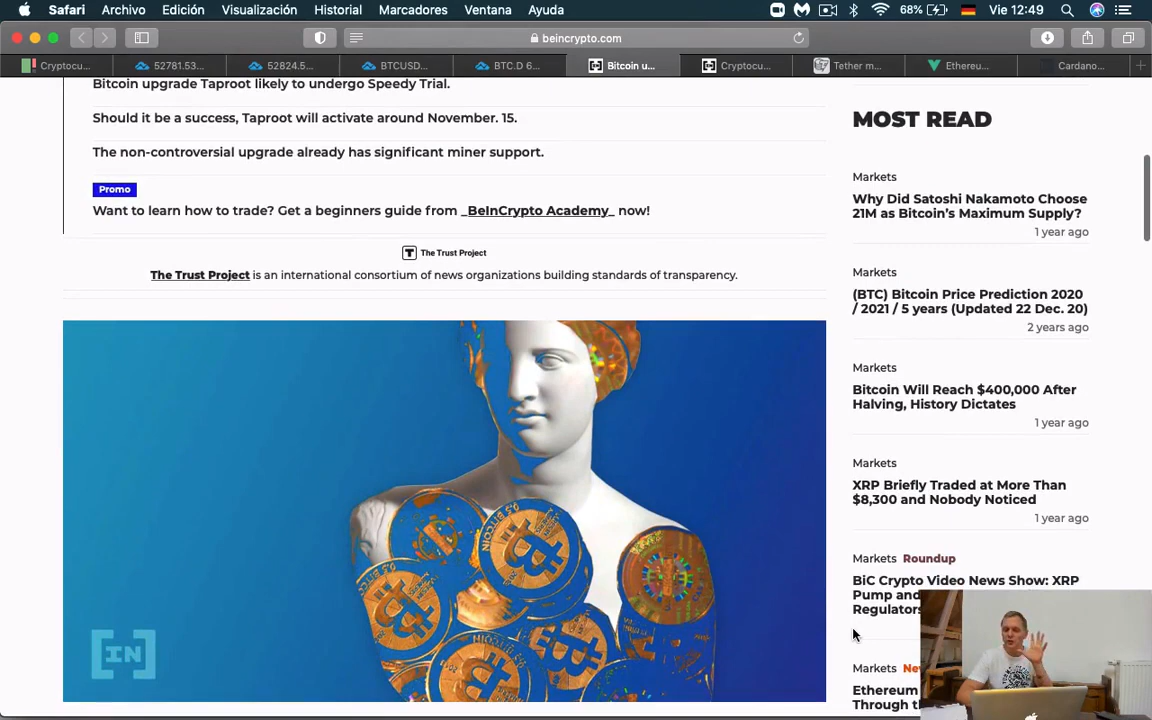 Safari Archivo Edición Visualización Historial Marcadores Ventana Ayuda 68% Vie 12:49
beincrypto.com
Cryptocu... 52781.53... 52824.5... BTCUSD... BTC.D 6... Bitcoin u... Cryptocu... Tether m... Ethereu... Cardano...
Bitcoin upgrade Taproot likely to undergo Speedy Trial.
Should it be a success, Taproot will activate around November. 15.
The non-controversial upgrade already has significant miner support.
Promo
Want to learn how to trade? Get a beginners guide from _BeInCrypto Academy_ now!
The Trust Project
The Trust Project is an international consortium of news organizations building standards of transparency.
IN
MOST READ
Markets
Why Did Satoshi Nakamoto Choose
21M as Bitcoin's Maximum Supply?
1 year ago
Markets
(BTC) Bitcoin Price Prediction 2020
/ 2021 / 5 years (Updated 22 Dec. 20)
2 years ago
Markets
Bitcoin Will Reach $400,000 After
Halving, History Dictates
1 year ago
Markets
XRP Briefly Traded at More Than
$8,300 and Nobody Noticed
1 year ago
Markets Roundup
BiC Crypto Video News Show: XRP
Pump and
Regulators
Markets
Ethereum